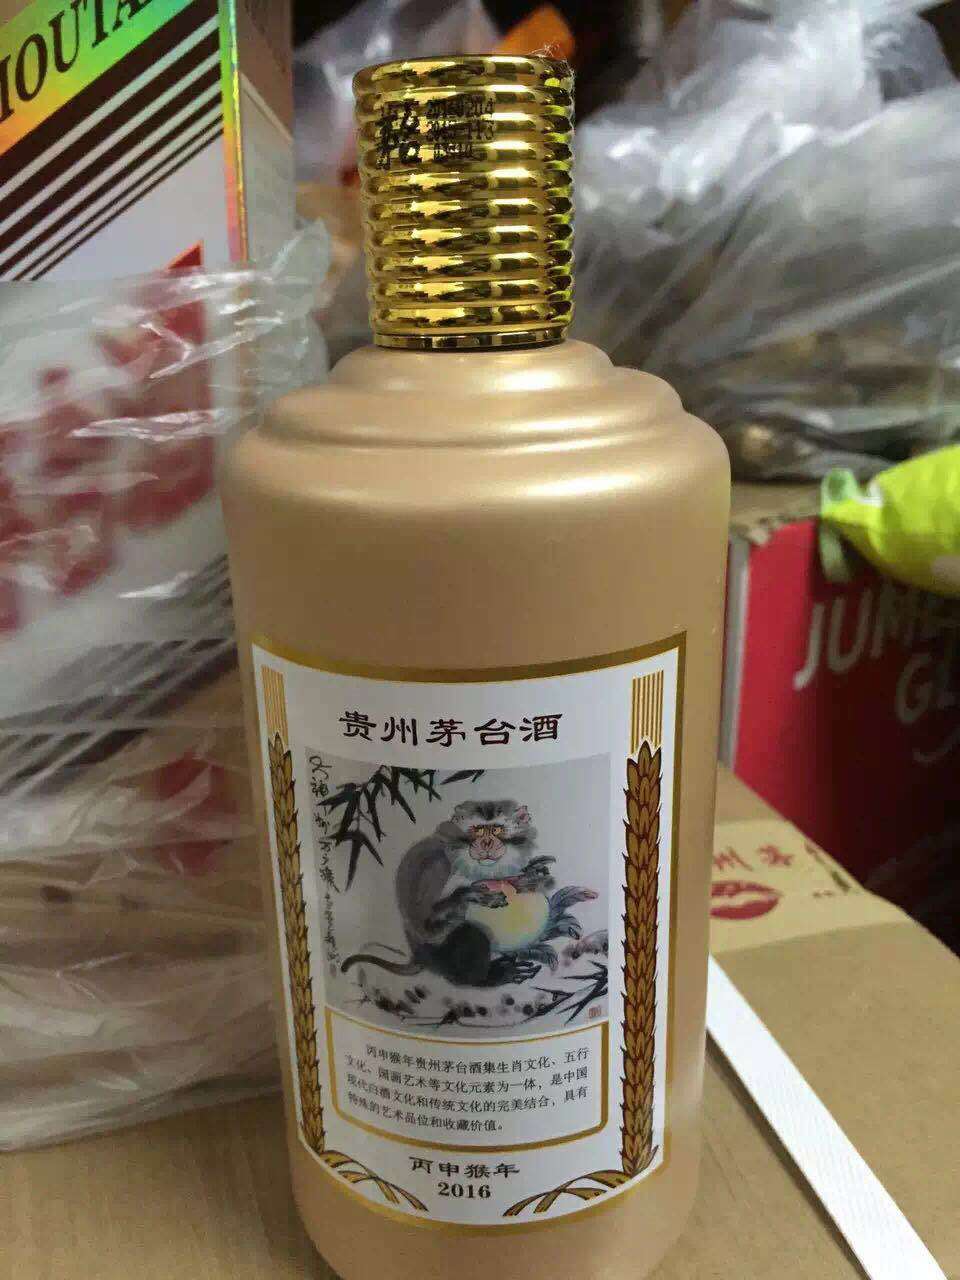 IOUTA
贵州茅台酒
丙申猴年贵州茅台酒集生肖文化、五行
文化、国画艺术等文化元素为一体，是中国
现代白酒文化和传统文化的完美结合，具有
特殊的艺术品位和收藏价值。
丙申猴年
2016
JUM
GL